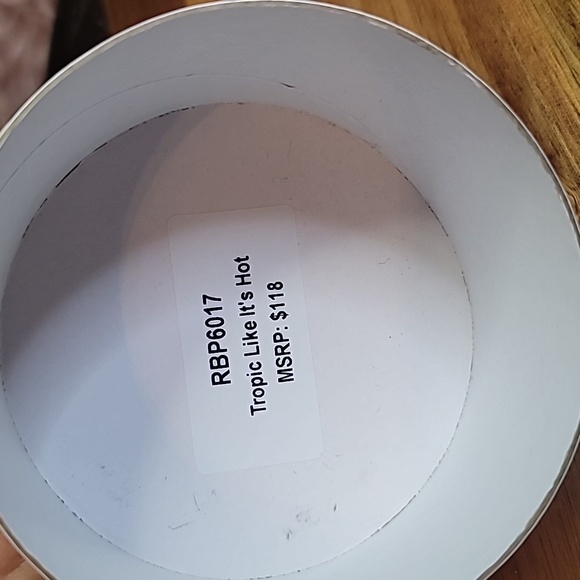 RBP6017
Tropic Like It's Hot
MSRP: $118